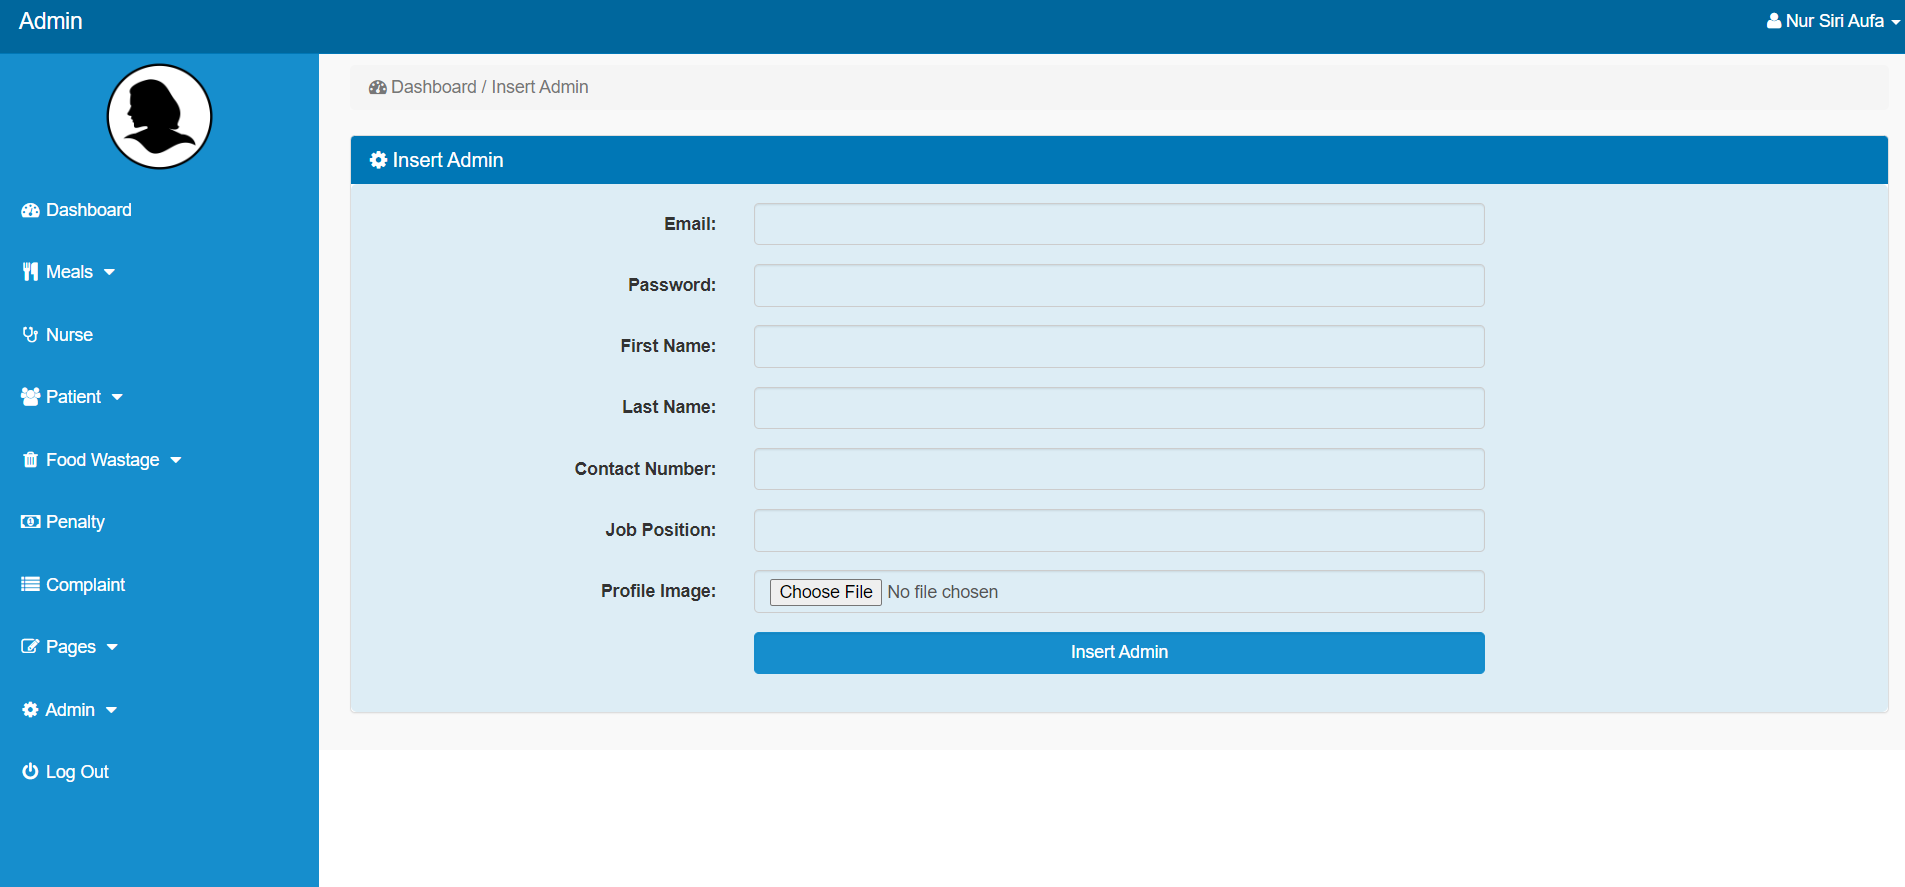 Admin
Nur Siri Aufa
Dashboard
Meals
Nurse
Patient
Food Wastage
Penalty
Complaint
Pages
Admin
Log Out
Dashboard / Insert Admin
Insert Admin
Email:
Password:
First Name:
Last Name:
Contact Number:
Job Position:
Profile Image: Choose File No file chosen
Insert Admin